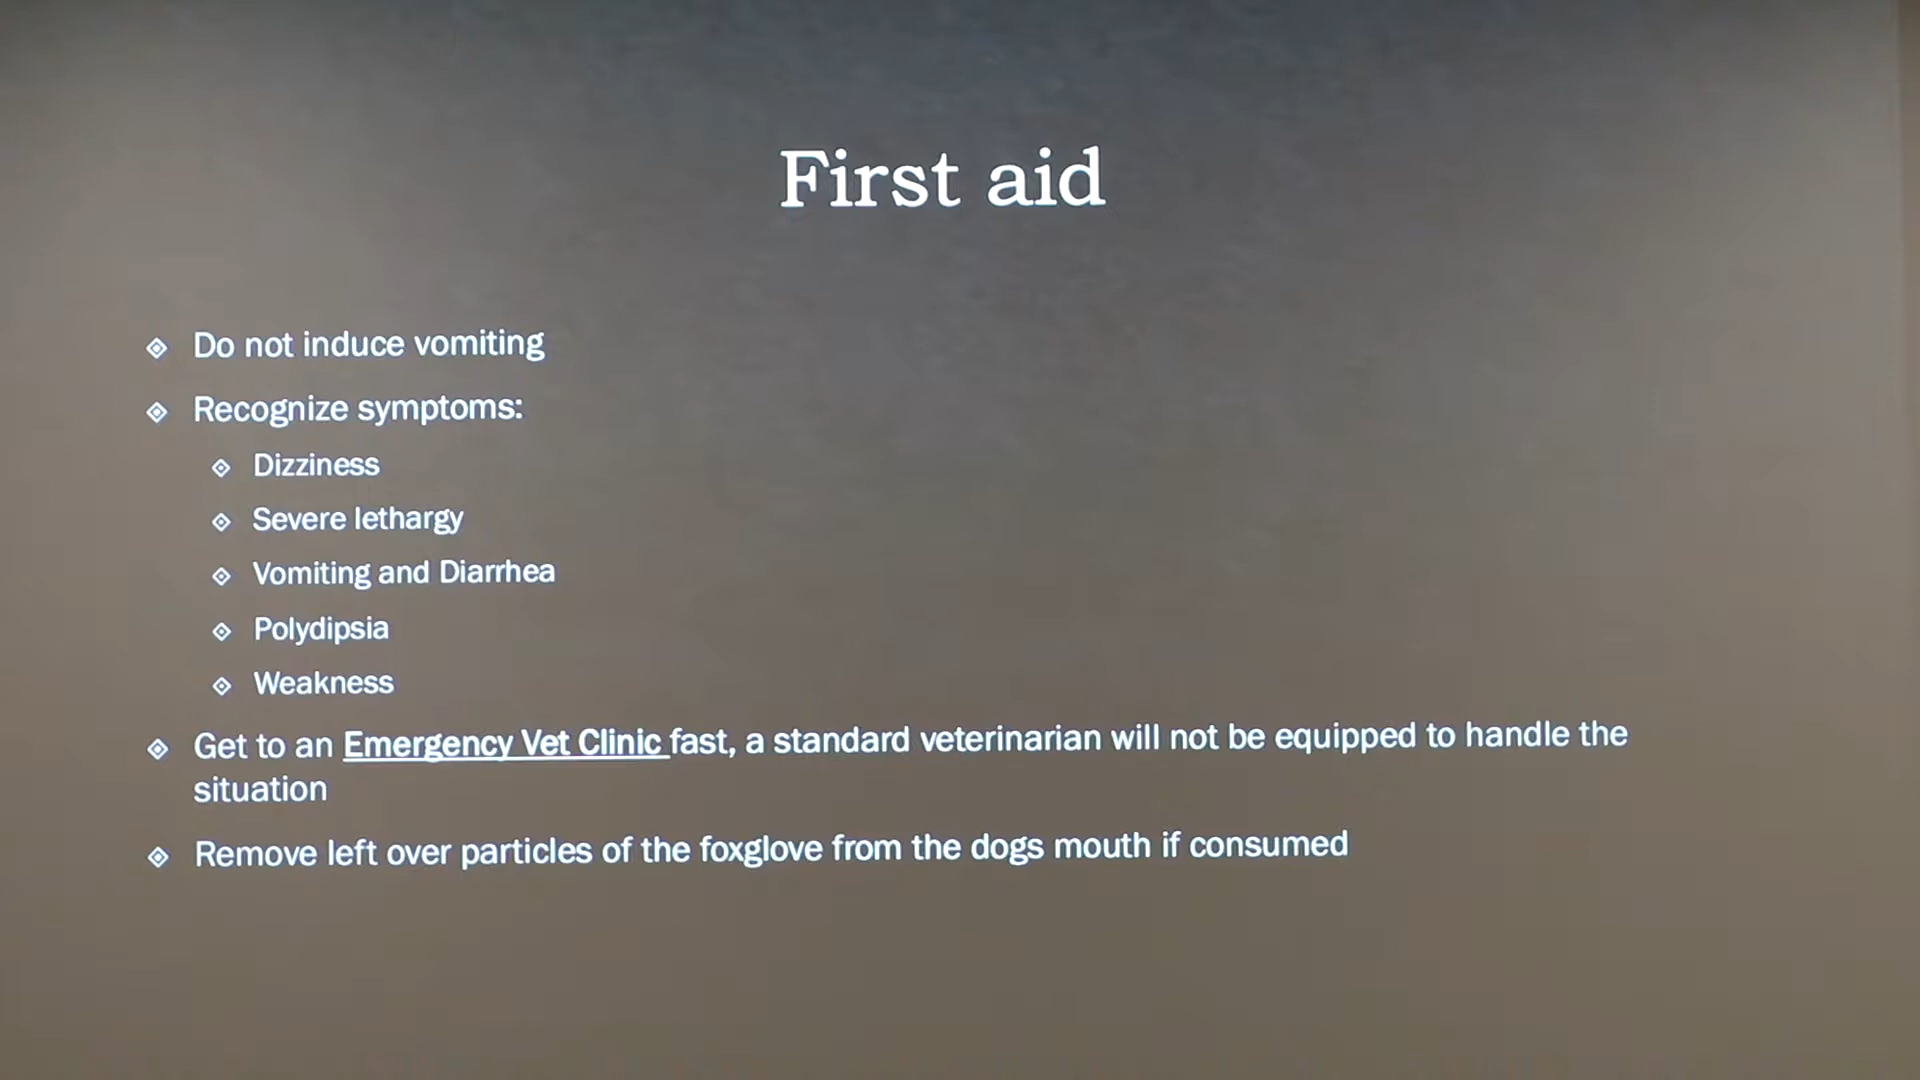 First aid
Do not induce vomiting
Recognize symptoms:
Dizziness
Severe lethargy
Vomiting and Diarrhea
Polydipsia
Weakness
Get to an Emergency Vet Clinic fast, a standard veterinarian will not be equipped to handle the
situation
Remove left over particles of the foxglove from the dogs mouth if consumed